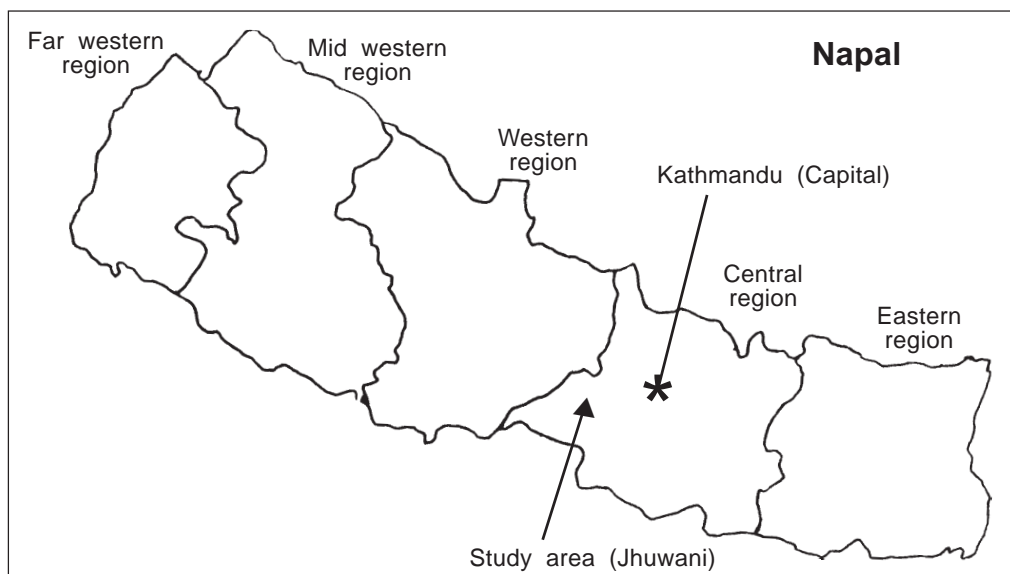 Napal
Far western
region
Mid western
region
Western
region
Kathmandu (Capital)
Central
region
Eastern
region
*
Study area (Jhuwani)